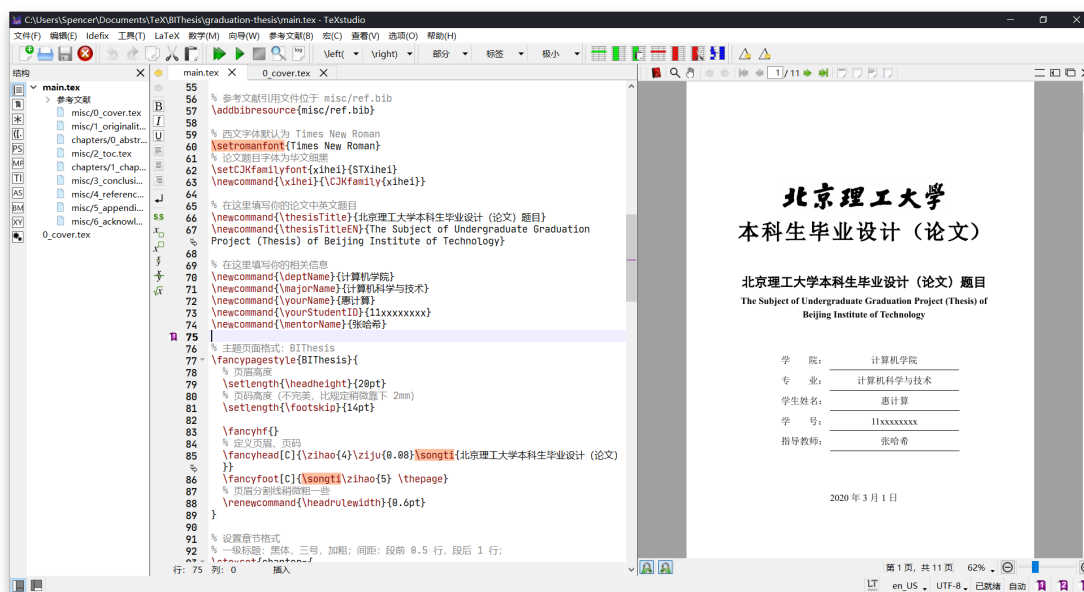 C:\Users\Spencer\Documents\TeX\BIThesis\graduation-thesis\main.tex - TeXstudio
文件(F) 编辑(E) Idefix 工具(T) LaTeX 数学(M) 向导(W) 参考文献(B) 宏(C) 查看(V) 选项(O) 帮助(H)
\left( \right) 部分 标签 极小
结构
main.tex
参考文献
misc/0_cover.tex
misc/1_originalit...
chapters/0_abstr...
misc/2_toc.tex
chapters/1_chap...
misc/3_conclusi...
misc/4_referenc...
misc/5_appendi...
misc/6_acknowl...
0_cover.tex
main.tex 0_cover.tex
55
56 % 参考文献引用文件位于 misc/ref.bib
57 \addbibresource{misc/ref.bib}
58
59 % 西文字体默认为 Times New Roman
60 \setromanfont{Times New Roman}
61 % 论文题目字体为华文细黑
62 \setCJKfamilyfont{xihei}{STXihei}
63 \newcommand{\xihei}{\CJKfamily{xihei}}
64
65 % 在这里填写你的论文中英文题目
66 \newcommand{\thesisTitle}{北京理工大学本科生毕业设计（论文）题目}
67 \newcommand{\thesisTitleEN}{The Subject of Undergraduate Graduation
Project (Thesis) of Beijing Institute of Technology}
68
69 % 在这里填写你的相关信息
70 \newcommand{\deptName}{计算机学院}
71 \newcommand{\majorName}{计算机科学与技术}
72 \newcommand{\yourName}{惠计算}
73 \newcommand{\yourStudentID}{11xxxxxxxx}
74 \newcommand{\mentorName}{张哈希}
75
76 % 主题页面格式: BIThesis
77 \fancypagestyle{BIThesis}{
78 % 页眉高度
79 \setlength{\headheight}{20pt}
80 % 页码高度（不完美，比规定稍微靠下 2mm）
81 \setlength{\footskip}{14pt}
82
83 \fancyhf{}
84 % 定义页眉、页码
85 \fancyhead[C]{\zihao{4}\ziju{0.08}\songti{北京理工大学本科生毕业设计（论文）
}}
86 \fancyfoot[C]{\songti\zihao{5} \thepage}
87 % 页眉分割线稍微粗一些
88 \renewcommand{\headrulewidth}{0.6pt}
89 }
90
91 % 设置章节格式
92 % 一级标题: 黑体, 三号, 加粗; 间距: 段前 0.5 行, 段后 1 行;
行: 75 列: 0 插入
1 / 11
北京理工大学
本科生毕业设计（论文）
北京理工大学本科生毕业设计（论文）题目
The Subject of Undergraduate Graduation Project (Thesis) of
Beijing Institute of Technology
学 院: 计算机学院
专 业: 计算机科学与技术
学生姓名: 惠计算
学 号: 11xxxxxxxx
指导教师: 张哈希
2020 年 3 月 1 日
第 1 页, 共 11 页 62%
LT en_US UTF-8 已就绪 自动